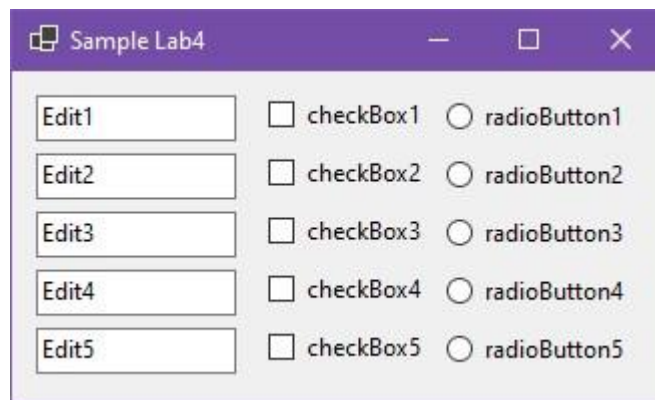 Sample Lab4
Edit1 checkBox1 radioButton1
Edit2 checkBox2 radioButton2
Edit3 checkBox3 radioButton3
Edit4 checkBox4 radioButton4
Edit5 checkBox5 radioButton5